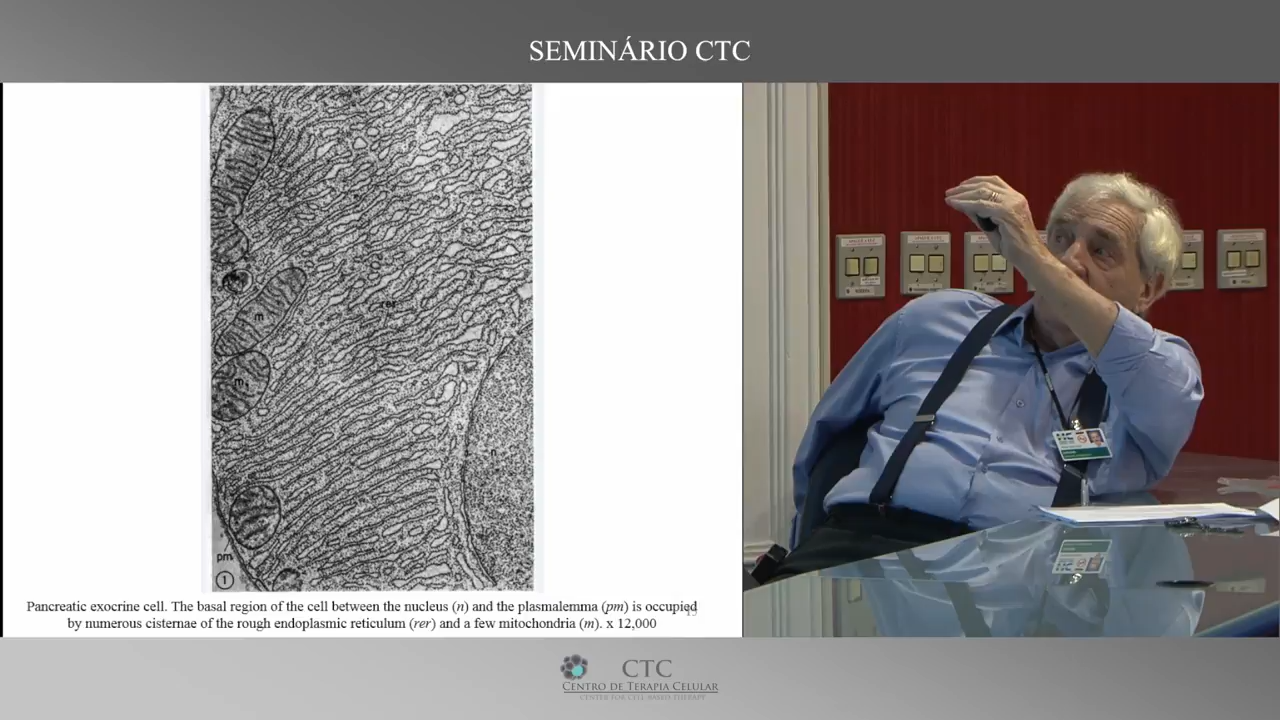 SEMINÁRIO CTC
rer
m
m
n
pm
1
Pancreatic exocrine cell. The basal region of the cell between the nucleus (n) and the plasmalemma (pm) is occupied
by numerous cisternae of the rough endoplasmic reticulum (rer) and a few mitochondria (m). x 12,000
CTC
CENTRO DE TERAPIA CELULAR
CENTER FOR CELL-BASED THERAPY